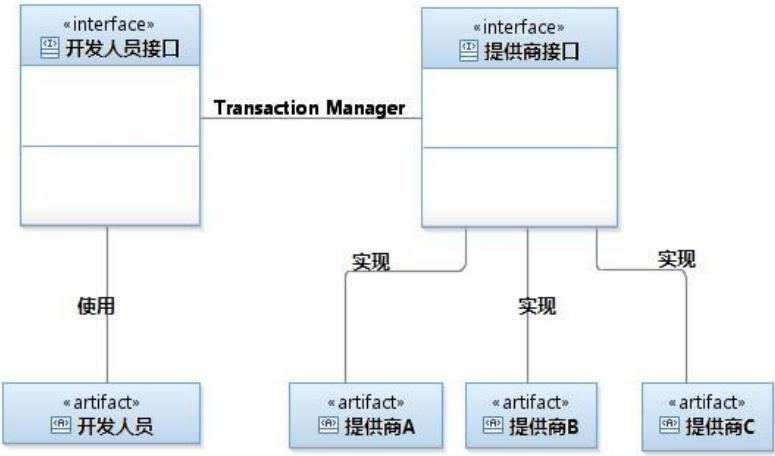 «interface»
开发人员接口
«interface»
提供商接口
Transaction Manager
实现
实现
使用
实现
«artifact»
开发人员
«artifact»
提供商A
«artifact»
提供商B
«artifact»
提供商C